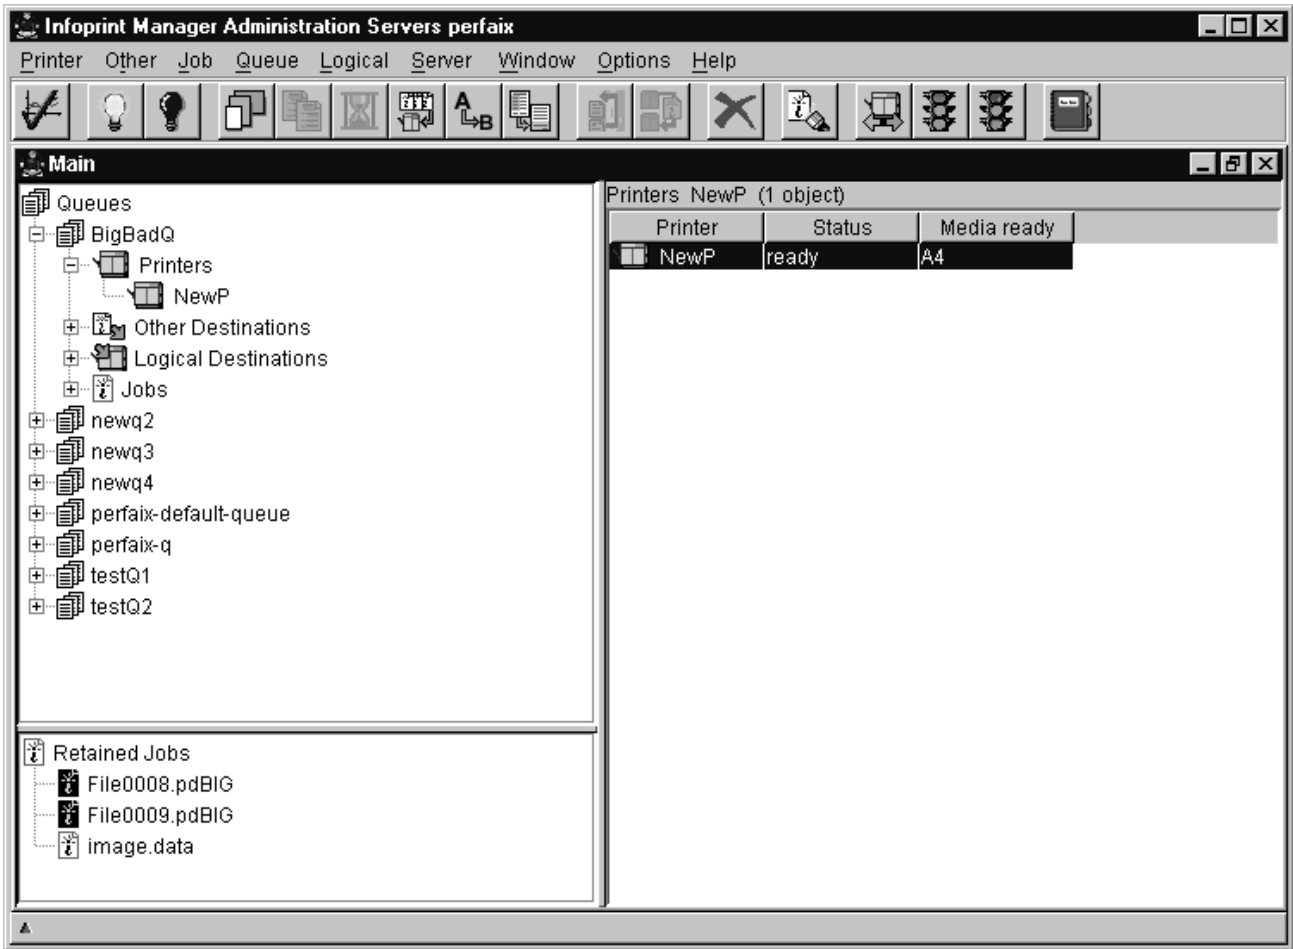 Infoprint Manager Administration Servers perfaix
Printer Other Job Queue Logical Server Window Options Help
A B
Main
Queues
BigBadQ
Printers
NewP
Other Destinations
Logical Destinations
Jobs
newq2
newq3
newq4
perfaix-default-queue
perfaix-q
testQ1
testQ2
Retained Jobs
File0008.pdBIG
File0009.pdBIG
image.data
Printers NewP (1 object)
Printer Status Media ready
NewP ready A4